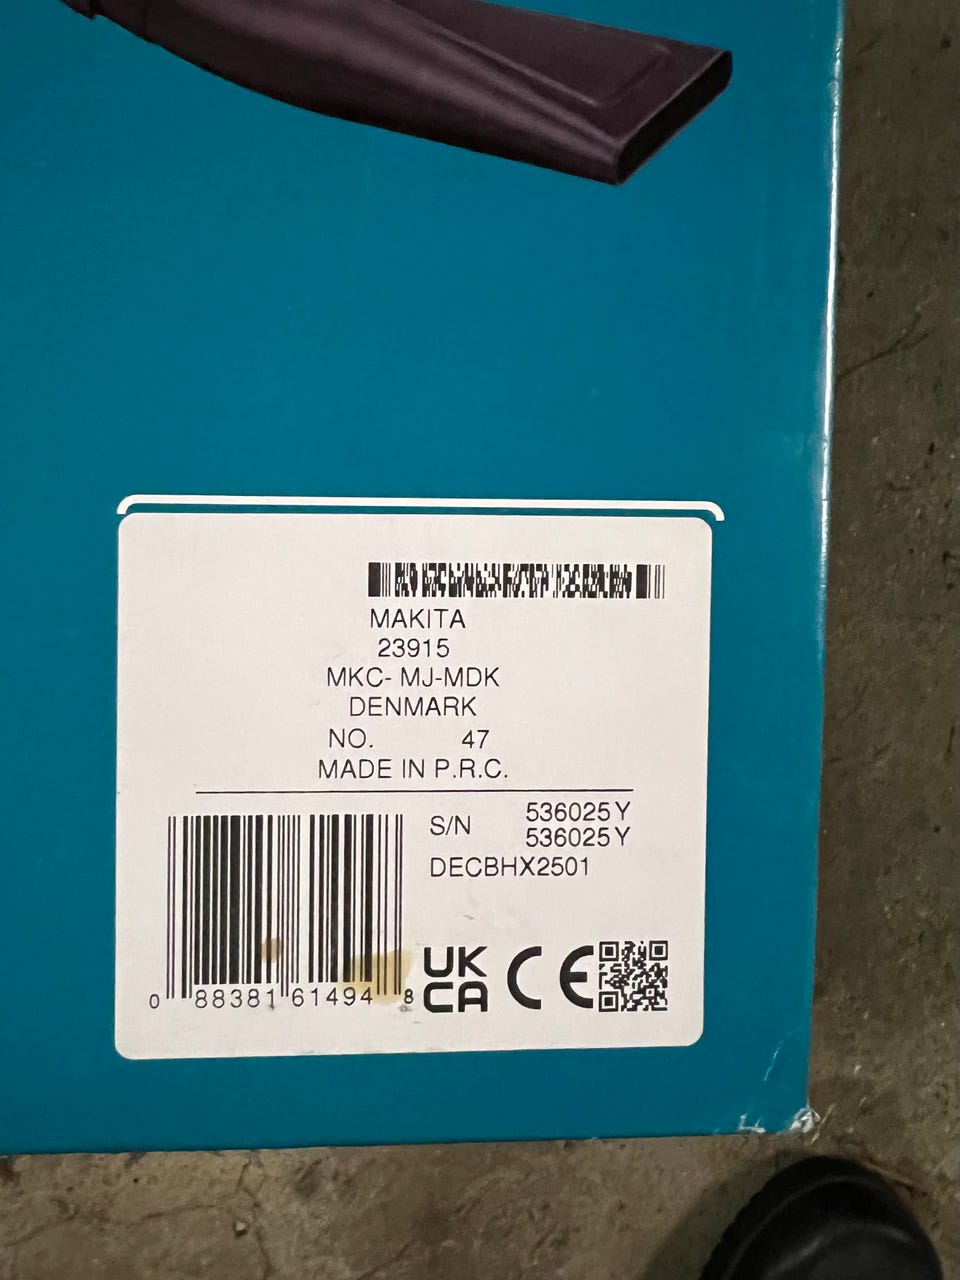 MAKITA
23915
MKC- MJ-MDK
DENMARK
NO. 47
MADE IN P.R.C.
S/N 536025Y
536025Y
DECBHX2501
0 88381 61494 8
UK
CA CE